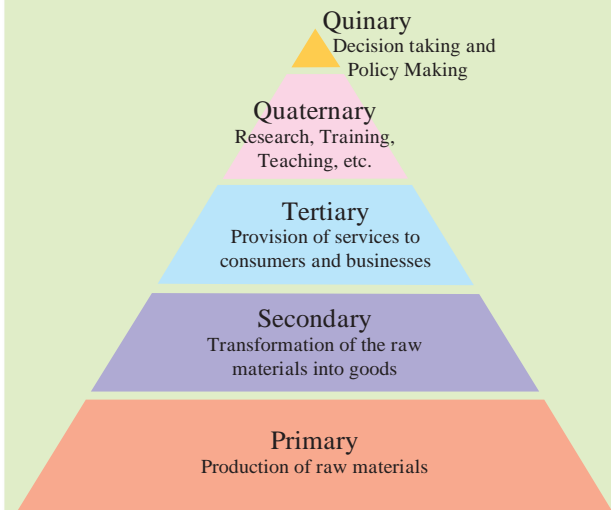 Quinary
Decision taking and
Policy Making
Quaternary
Research, Training,
Teaching, etc.
Tertiary
Provision of services to
consumers and businesses
Secondary
Transformation of the raw
materials into goods
Primary
Production of raw materials